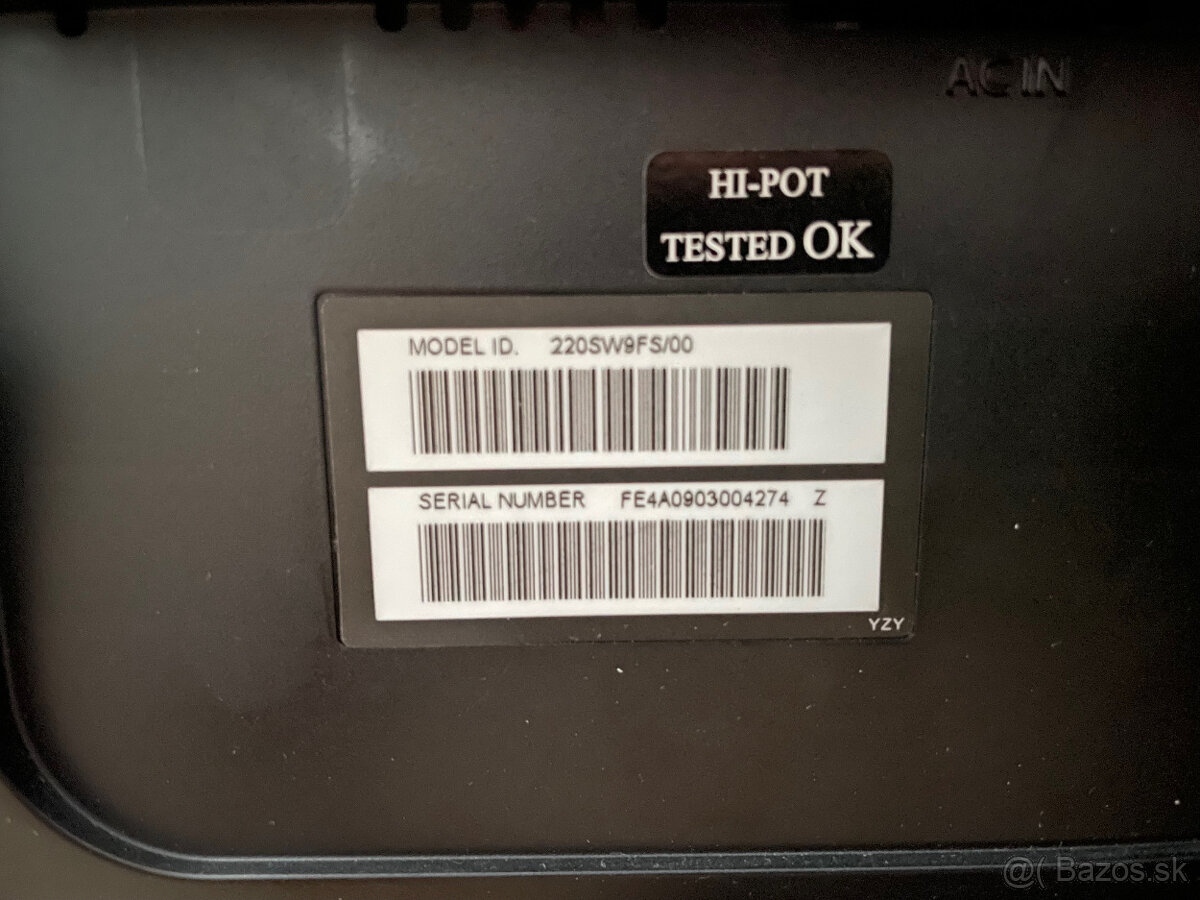 AC IN
HI-POT
TESTED OK
MODEL ID. 220SW9FS/00
SERIAL NUMBER FE4A0903004274 Z
YZY
@( Bazos.sk